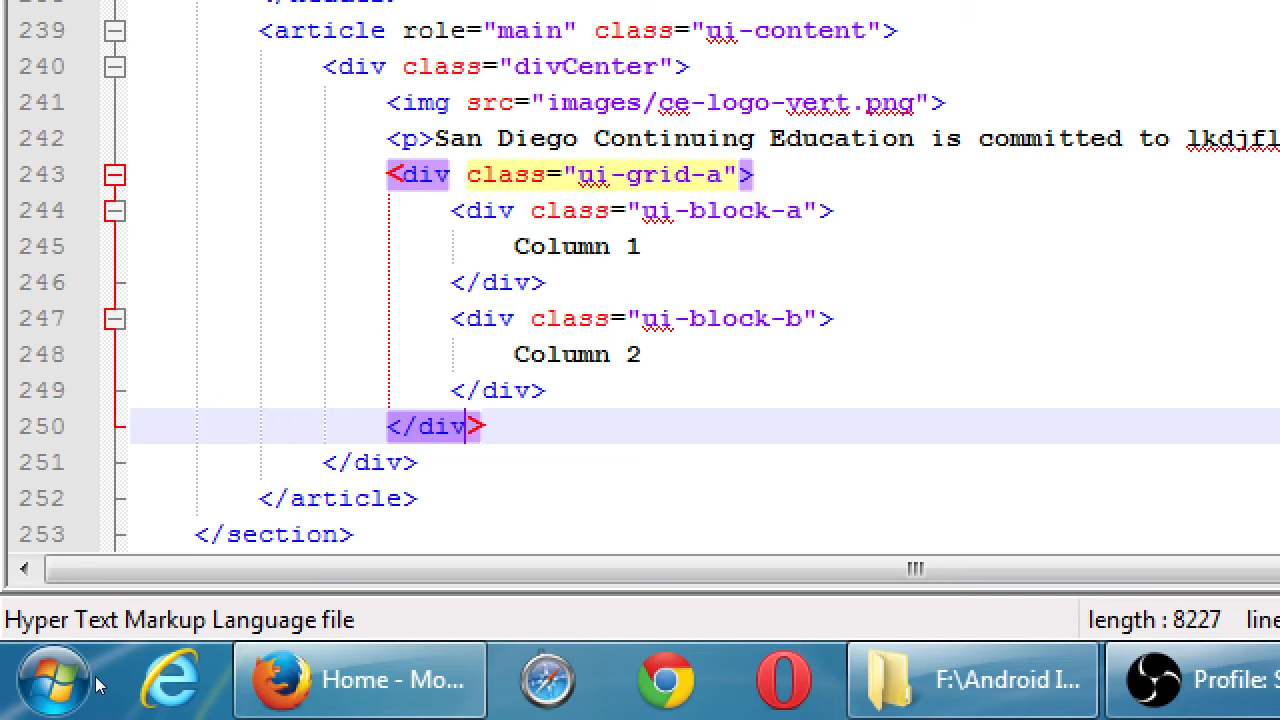 239 <article role="main" class="ui-content">
240 <div class="divCenter">
241 <img src="images/ce-logo-vert.png">
242 <p>San Diego Continuing Education is committed to lkdjfl
243 <div class="ui-grid-a">
244 <div class="ui-block-a">
245 Column 1
246 </div>
247 <div class="ui-block-b">
248 Column 2
249 </div>
250 </div>
251 </div>
252 </article>
253 </section>
Hyper Text Markup Language file length : 8227 line
Home - Mo... F:\Android I... Profile: S